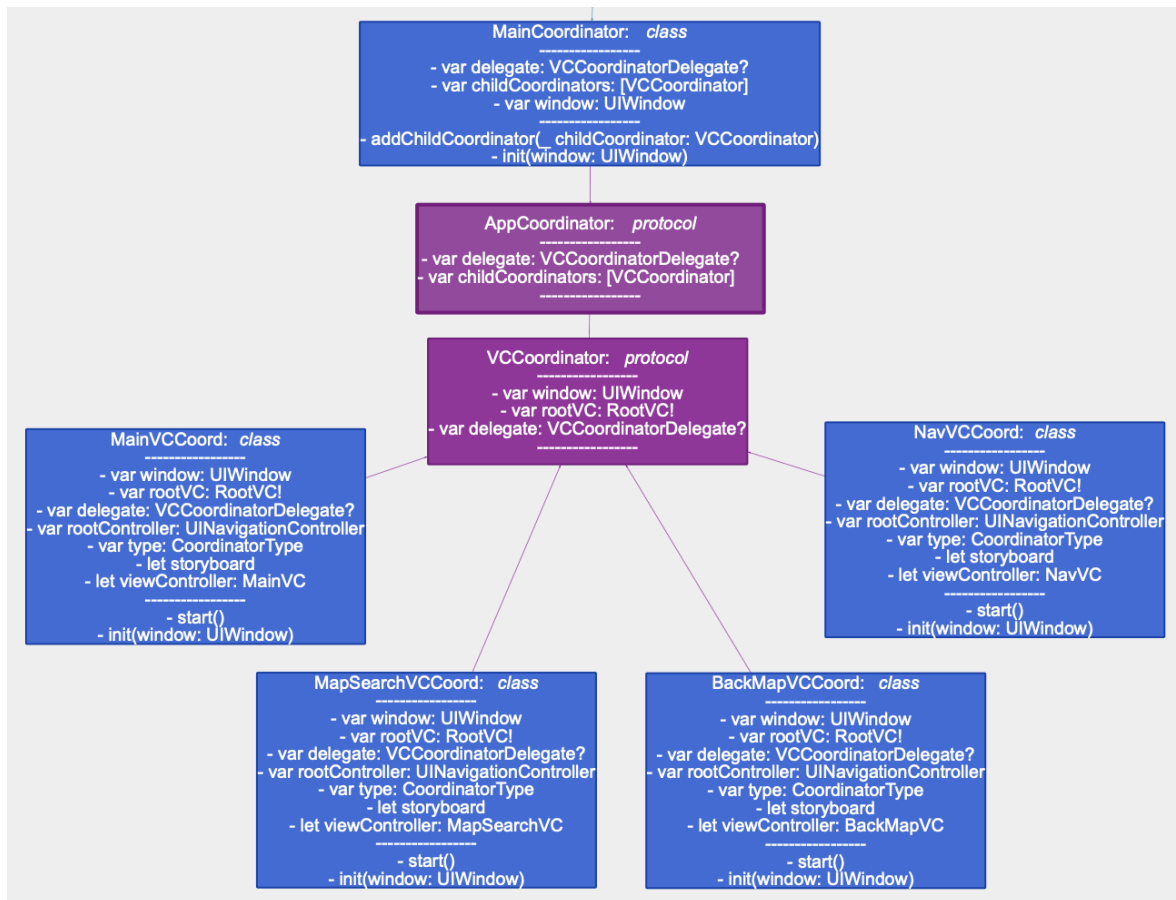 MainCoordinator: class
-----------------
- var delegate: VCCoordinatorDelegate?
- var childCoordinators: [VCCoordinator]
- var window: UIWindow
-----------------
- addChildCoordinator(_ childCoordinator: VCCoordinator)
- init(window: UIWindow)
AppCoordinator: protocol
-----------------
- var delegate: VCCoordinatorDelegate?
- var childCoordinators: [VCCoordinator]
-----------------
VCCoordinator: protocol
-----------------
- var window: UIWindow
- var rootVC: RootVC!
- var delegate: VCCoordinatorDelegate?
-----------------
MainVCCoord: class
-----------------
- var window: UIWindow
- var rootVC: RootVC!
- var delegate: VCCoordinatorDelegate?
- var rootController: UINavigationController
- var type: CoordinatorType
- let storyboard
- let viewController: MainVC
-----------------
- start()
- init(window: UIWindow)
NavVCCoord: class
-----------------
- var window: UIWindow
- var rootVC: RootVC!
- var delegate: VCCoordinatorDelegate?
- var rootController: UINavigationController
- var type: CoordinatorType
- let storyboard
- let viewController: NavVC
-----------------
- start()
- init(window: UIWindow)
MapSearchVCCoord: class
-----------------
- var window: UIWindow
- var rootVC: RootVC!
- var delegate: VCCoordinatorDelegate?
- var rootController: UINavigationController
- var type: CoordinatorType
- let storyboard
- let viewController: MapSearchVC
-----------------
- start()
- init(window: UIWindow)
BackMapVCCoord: class
-----------------
- var window: UIWindow
- var rootVC: RootVC!
- var delegate: VCCoordinatorDelegate?
- var rootController: UINavigationController
- var type: CoordinatorType
- let storyboard
- let viewController: BackMapVC
-----------------
- start()
- init(window: UIWindow)